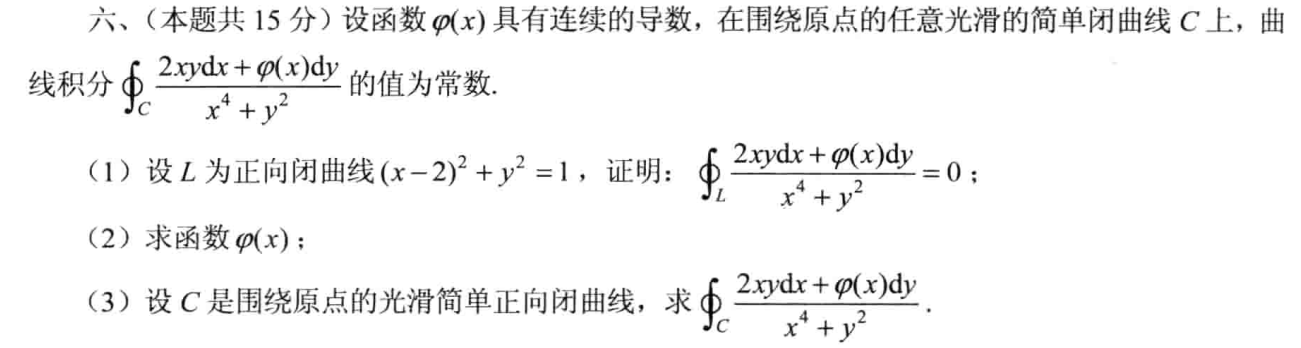 六、（本题共 15 分）设函数 φ(x) 具有连续的导数，在围绕原点的任意光滑的简单闭曲线 C 上，曲
线积分 ∮_C (2xydx + φ(x)dy)/(x⁴ + y²) 的值为常数.
（1）设 L 为正向闭曲线 (x−2)² + y² = 1，证明：∮_L (2xydx + φ(x)dy)/(x⁴ + y²) = 0；
（2）求函数 φ(x)；
（3）设 C 是围绕原点的光滑简单正向闭曲线，求 ∮_C (2xydx + φ(x)dy)/(x⁴ + y²) .